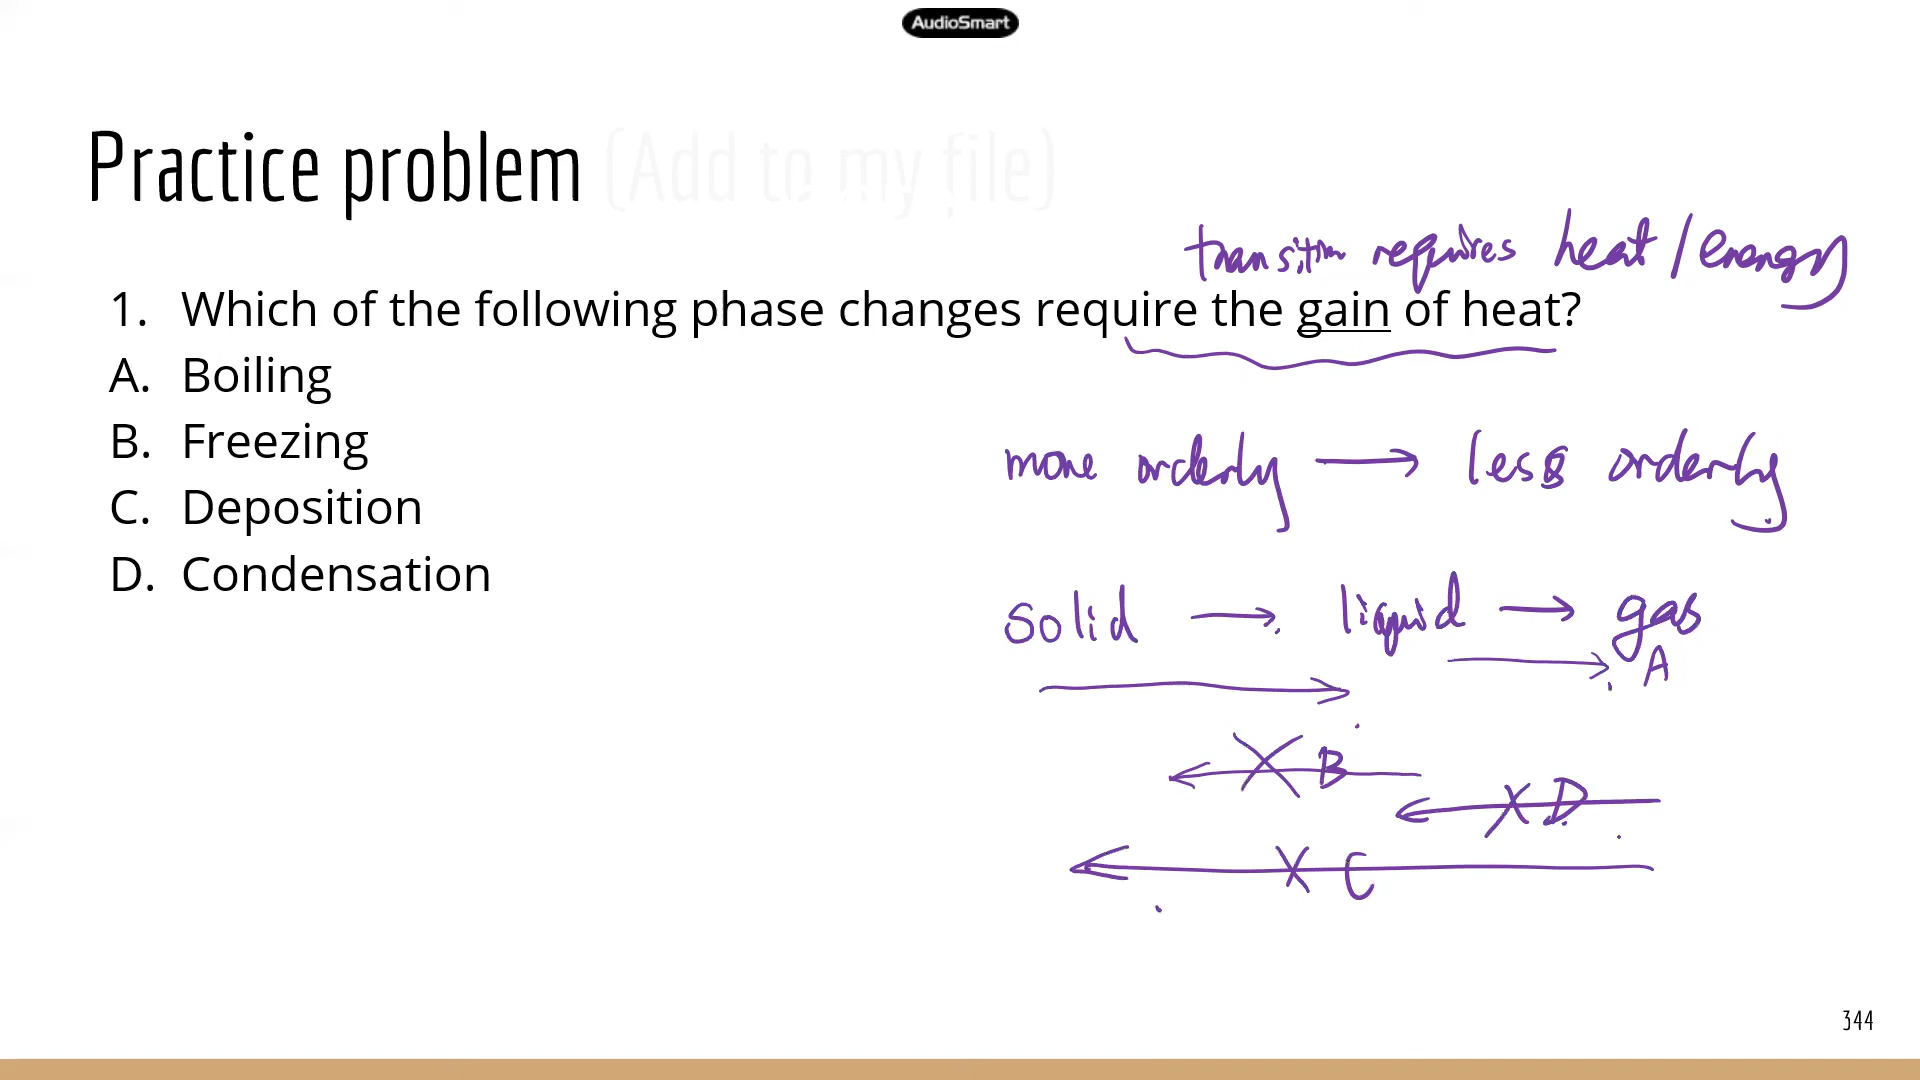 AudioSmart
Practice problem (Add to my file)
transition requires heat/energy
1. Which of the following phase changes require the gain of heat?
A. Boiling
B. Freezing
C. Deposition
D. Condensation
more orderly → less orderly
solid → liquid → gas
A
X B
X D
X C
344